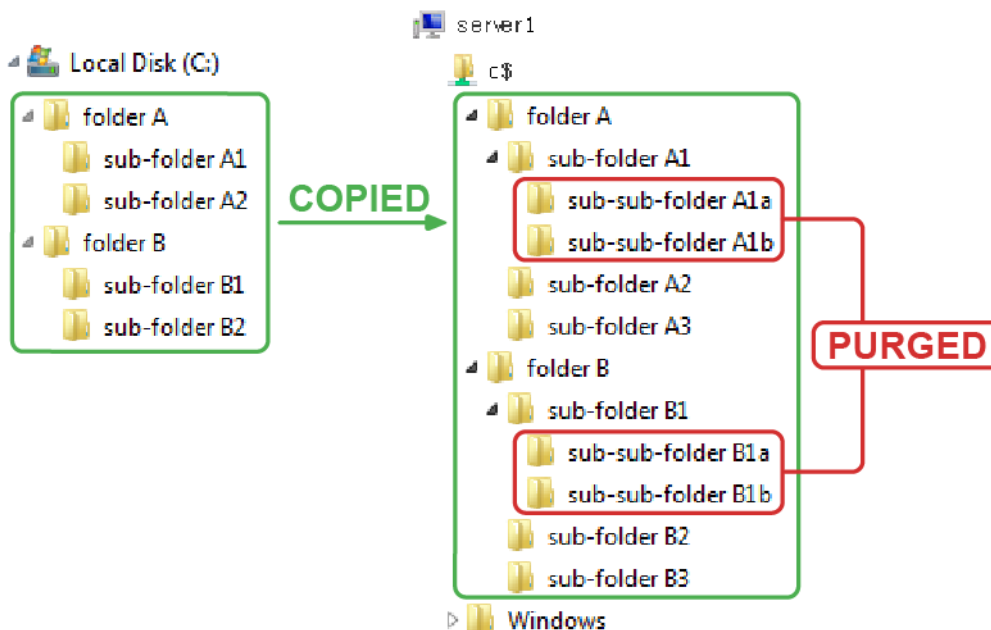 server1
Local Disk (C:)
c$
folder A
sub-folder A1
sub-folder A2
folder B
sub-folder B1
sub-folder B2
COPIED
folder A
sub-folder A1
sub-sub-folder A1a
sub-sub-folder A1b
sub-folder A2
sub-folder A3
folder B
sub-folder B1
sub-sub-folder B1a
sub-sub-folder B1b
sub-folder B2
sub-folder B3
Windows
PURGED